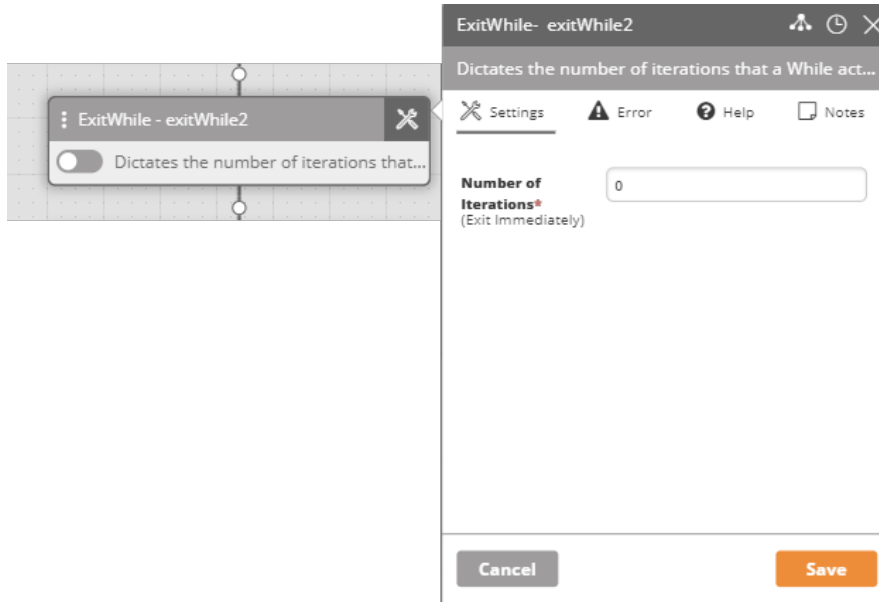 ExitWhile - exitWhile2
Dictates the number of iterations that...
ExitWhile- exitWhile2
Dictates the number of iterations that a While act...
Settings Error Help Notes
Number of
Iterations*
(Exit Immediately)
0
Cancel Save